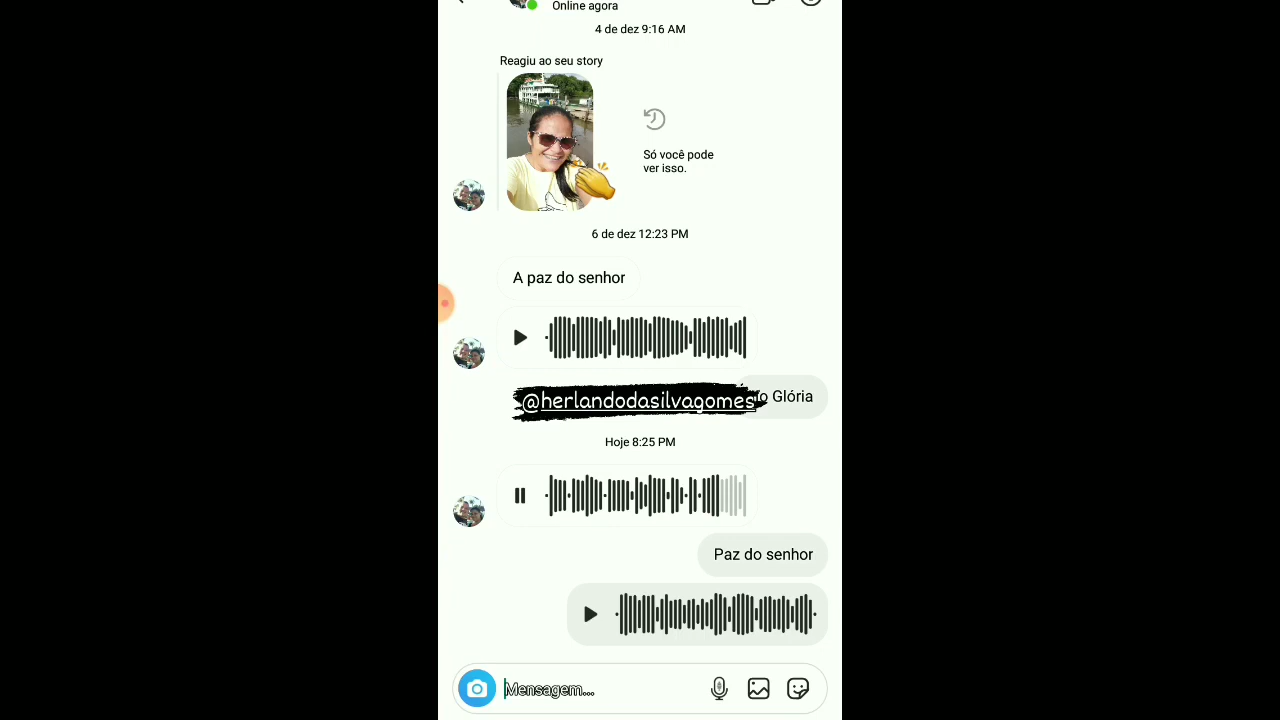 Online agora
4 de dez 9:16 AM
Reagiu ao seu story
Só você pode
ver isso.
6 de dez 12:23 PM
A paz do senhor
@herlandodasilvagomes
Glória
Hoje 8:25 PM
Paz do senhor
Mensagem...